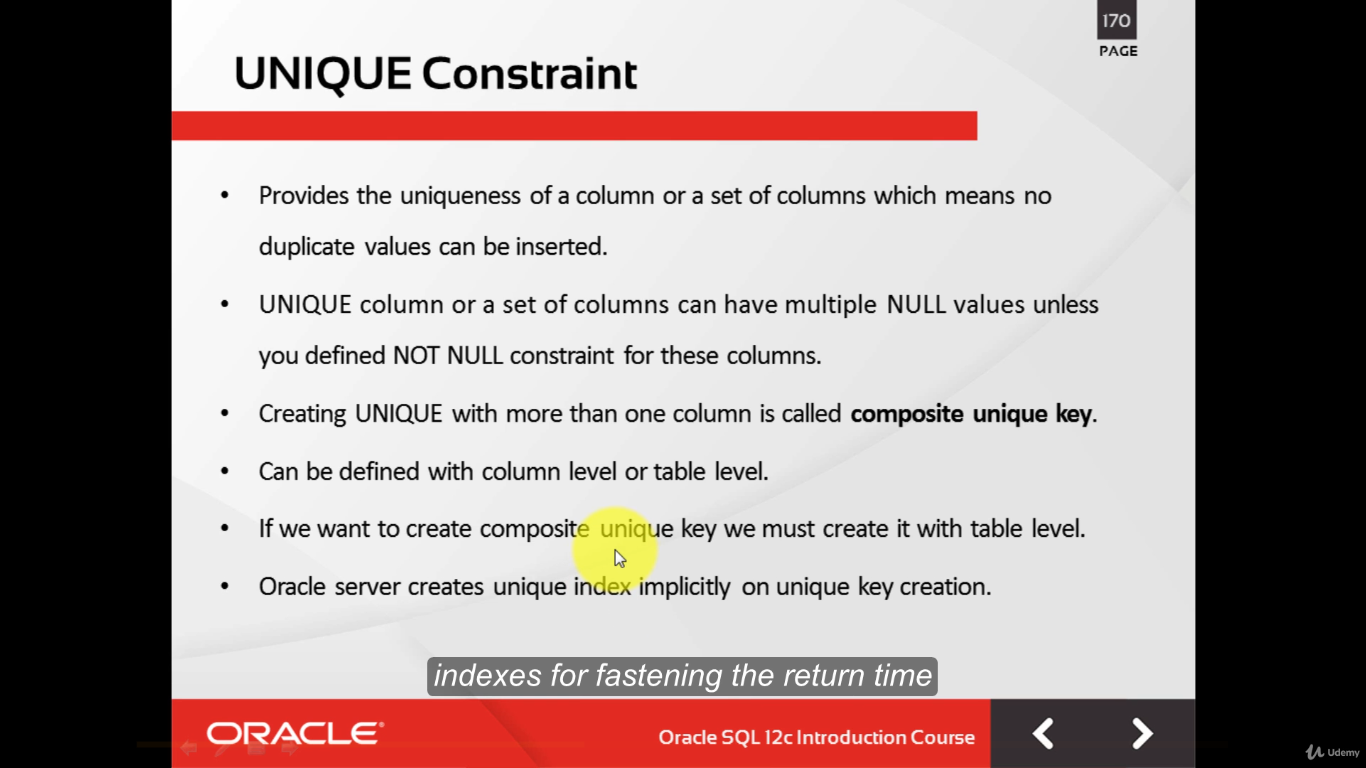 170
PAGE
UNIQUE Constraint
• Provides the uniqueness of a column or a set of columns which means no
duplicate values can be inserted.
• UNIQUE column or a set of columns can have multiple NULL values unless
you defined NOT NULL constraint for these columns.
• Creating UNIQUE with more than one column is called composite unique key.
• Can be defined with column level or table level.
• If we want to create composite unique key we must create it with table level.
• Oracle server creates unique index implicitly on unique key creation.
indexes for fastening the return time
ORACLE®
Oracle SQL 12c Introduction Course
Udemy